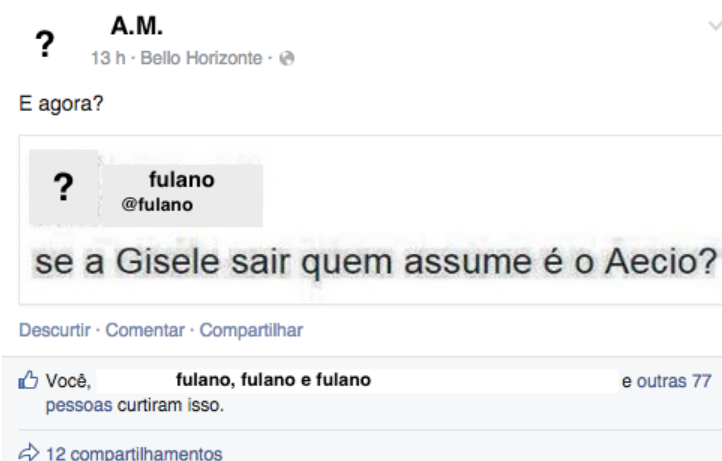 ?
A.M.
13 h · Bello Horizonte ·
E agora?
?
fulano
@fulano
se a Gisele sair quem assume é o Aecio?
Descurtir · Comentar · Compartilhar
Você, fulano, fulano e fulano e outras 77
pessoas curtiram isso.
12 compartilhamentos